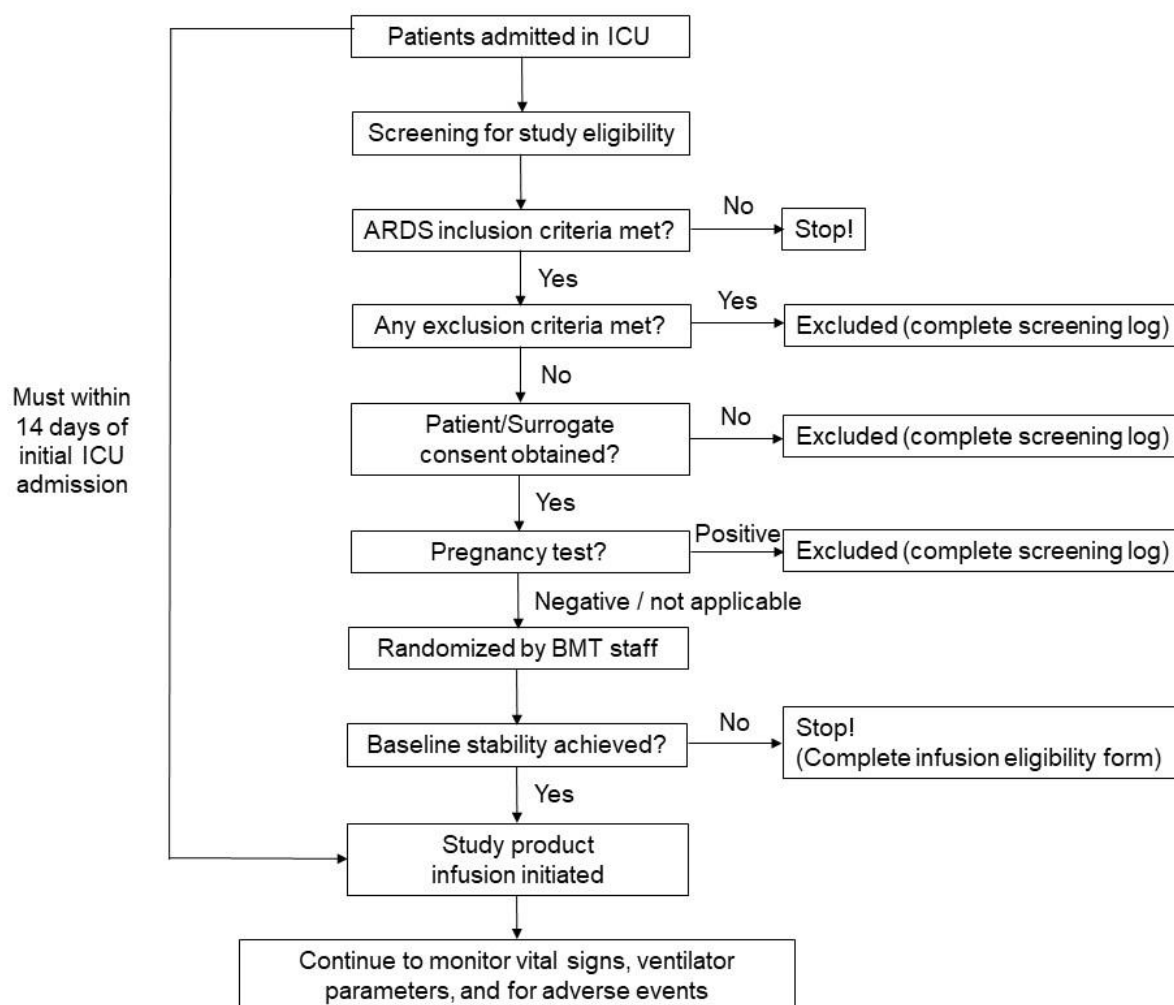 Patients admitted in ICU
Screening for study eligibility
ARDS inclusion criteria met?
No
Stop!
Yes
Any exclusion criteria met?
Yes
Excluded (complete screening log)
No
Must within
14 days of
initial ICU
admission
Patient/Surrogate
consent obtained?
No
Excluded (complete screening log)
Yes
Pregnancy test?
Positive
Excluded (complete screening log)
Negative / not applicable
Randomized by BMT staff
Baseline stability achieved?
No
Stop!
(Complete infusion eligibility form)
Yes
Study product
infusion initiated
Continue to monitor vital signs, ventilator
parameters, and for adverse events